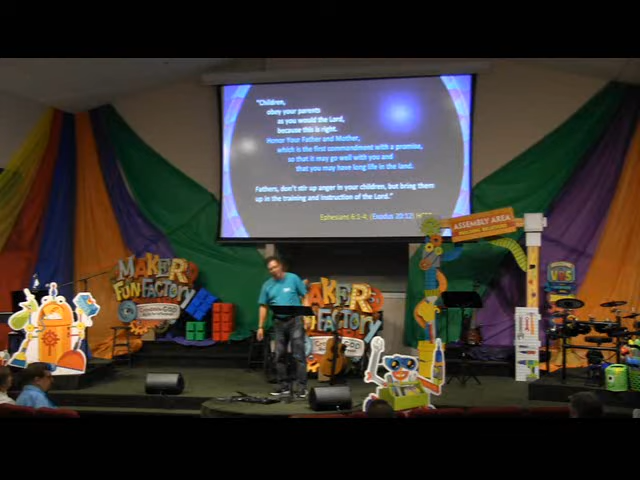 "Children,
obey your parents
as you would the Lord,
because this is right.
Honor Your Father and Mother,
which is the first commandment with a promise,
so that it may go well with you and
that you may have long life in the land.
Fathers, don't stir up anger in your children, but bring them
up in the training and instruction of the Lord."
Ephesians 6:1-4, (Exodus 20:12)
ASSEMBLY AREA
MAKER
FUN FACTORY
MAKER
FACTORY
VBS